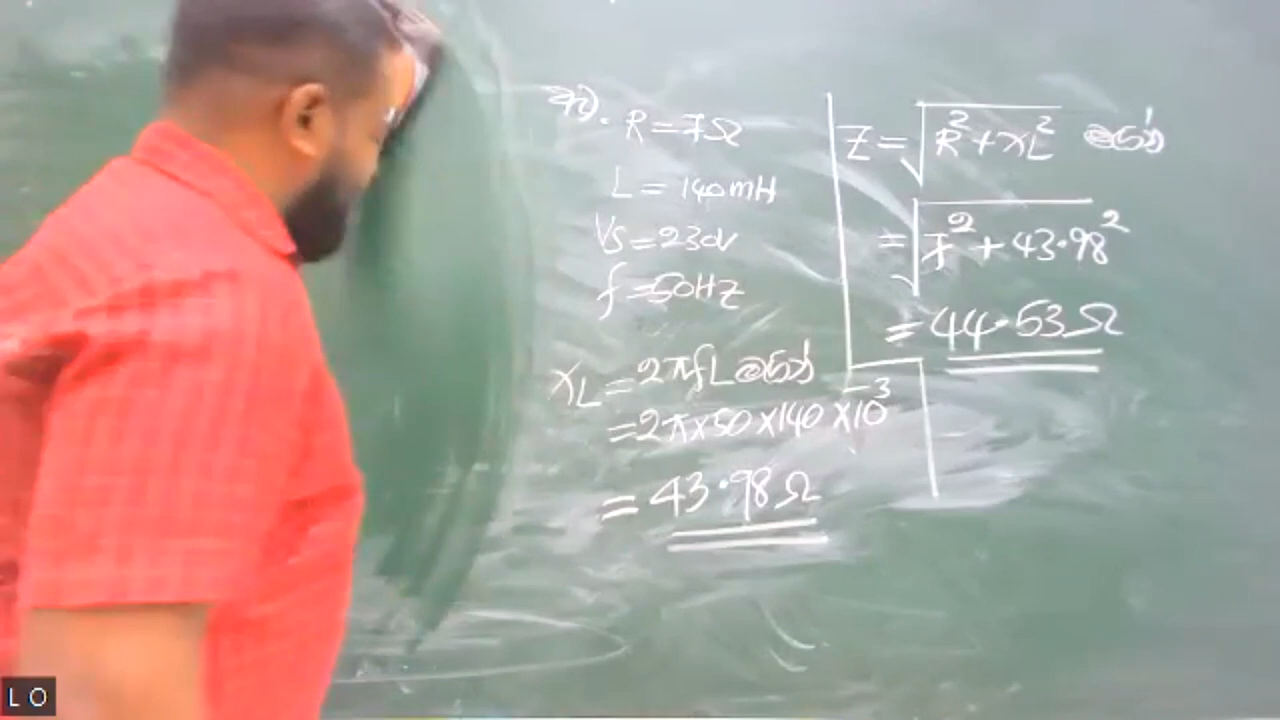 R = 7Ω
L = 140mH
Vs = 230V
f = 50Hz
XL = 2πfL
= 2π×50×140×10⁻³
= 43.98Ω
Z = √(R² + XL²)
= √(7² + 43.98²)
= 44.53Ω
LO